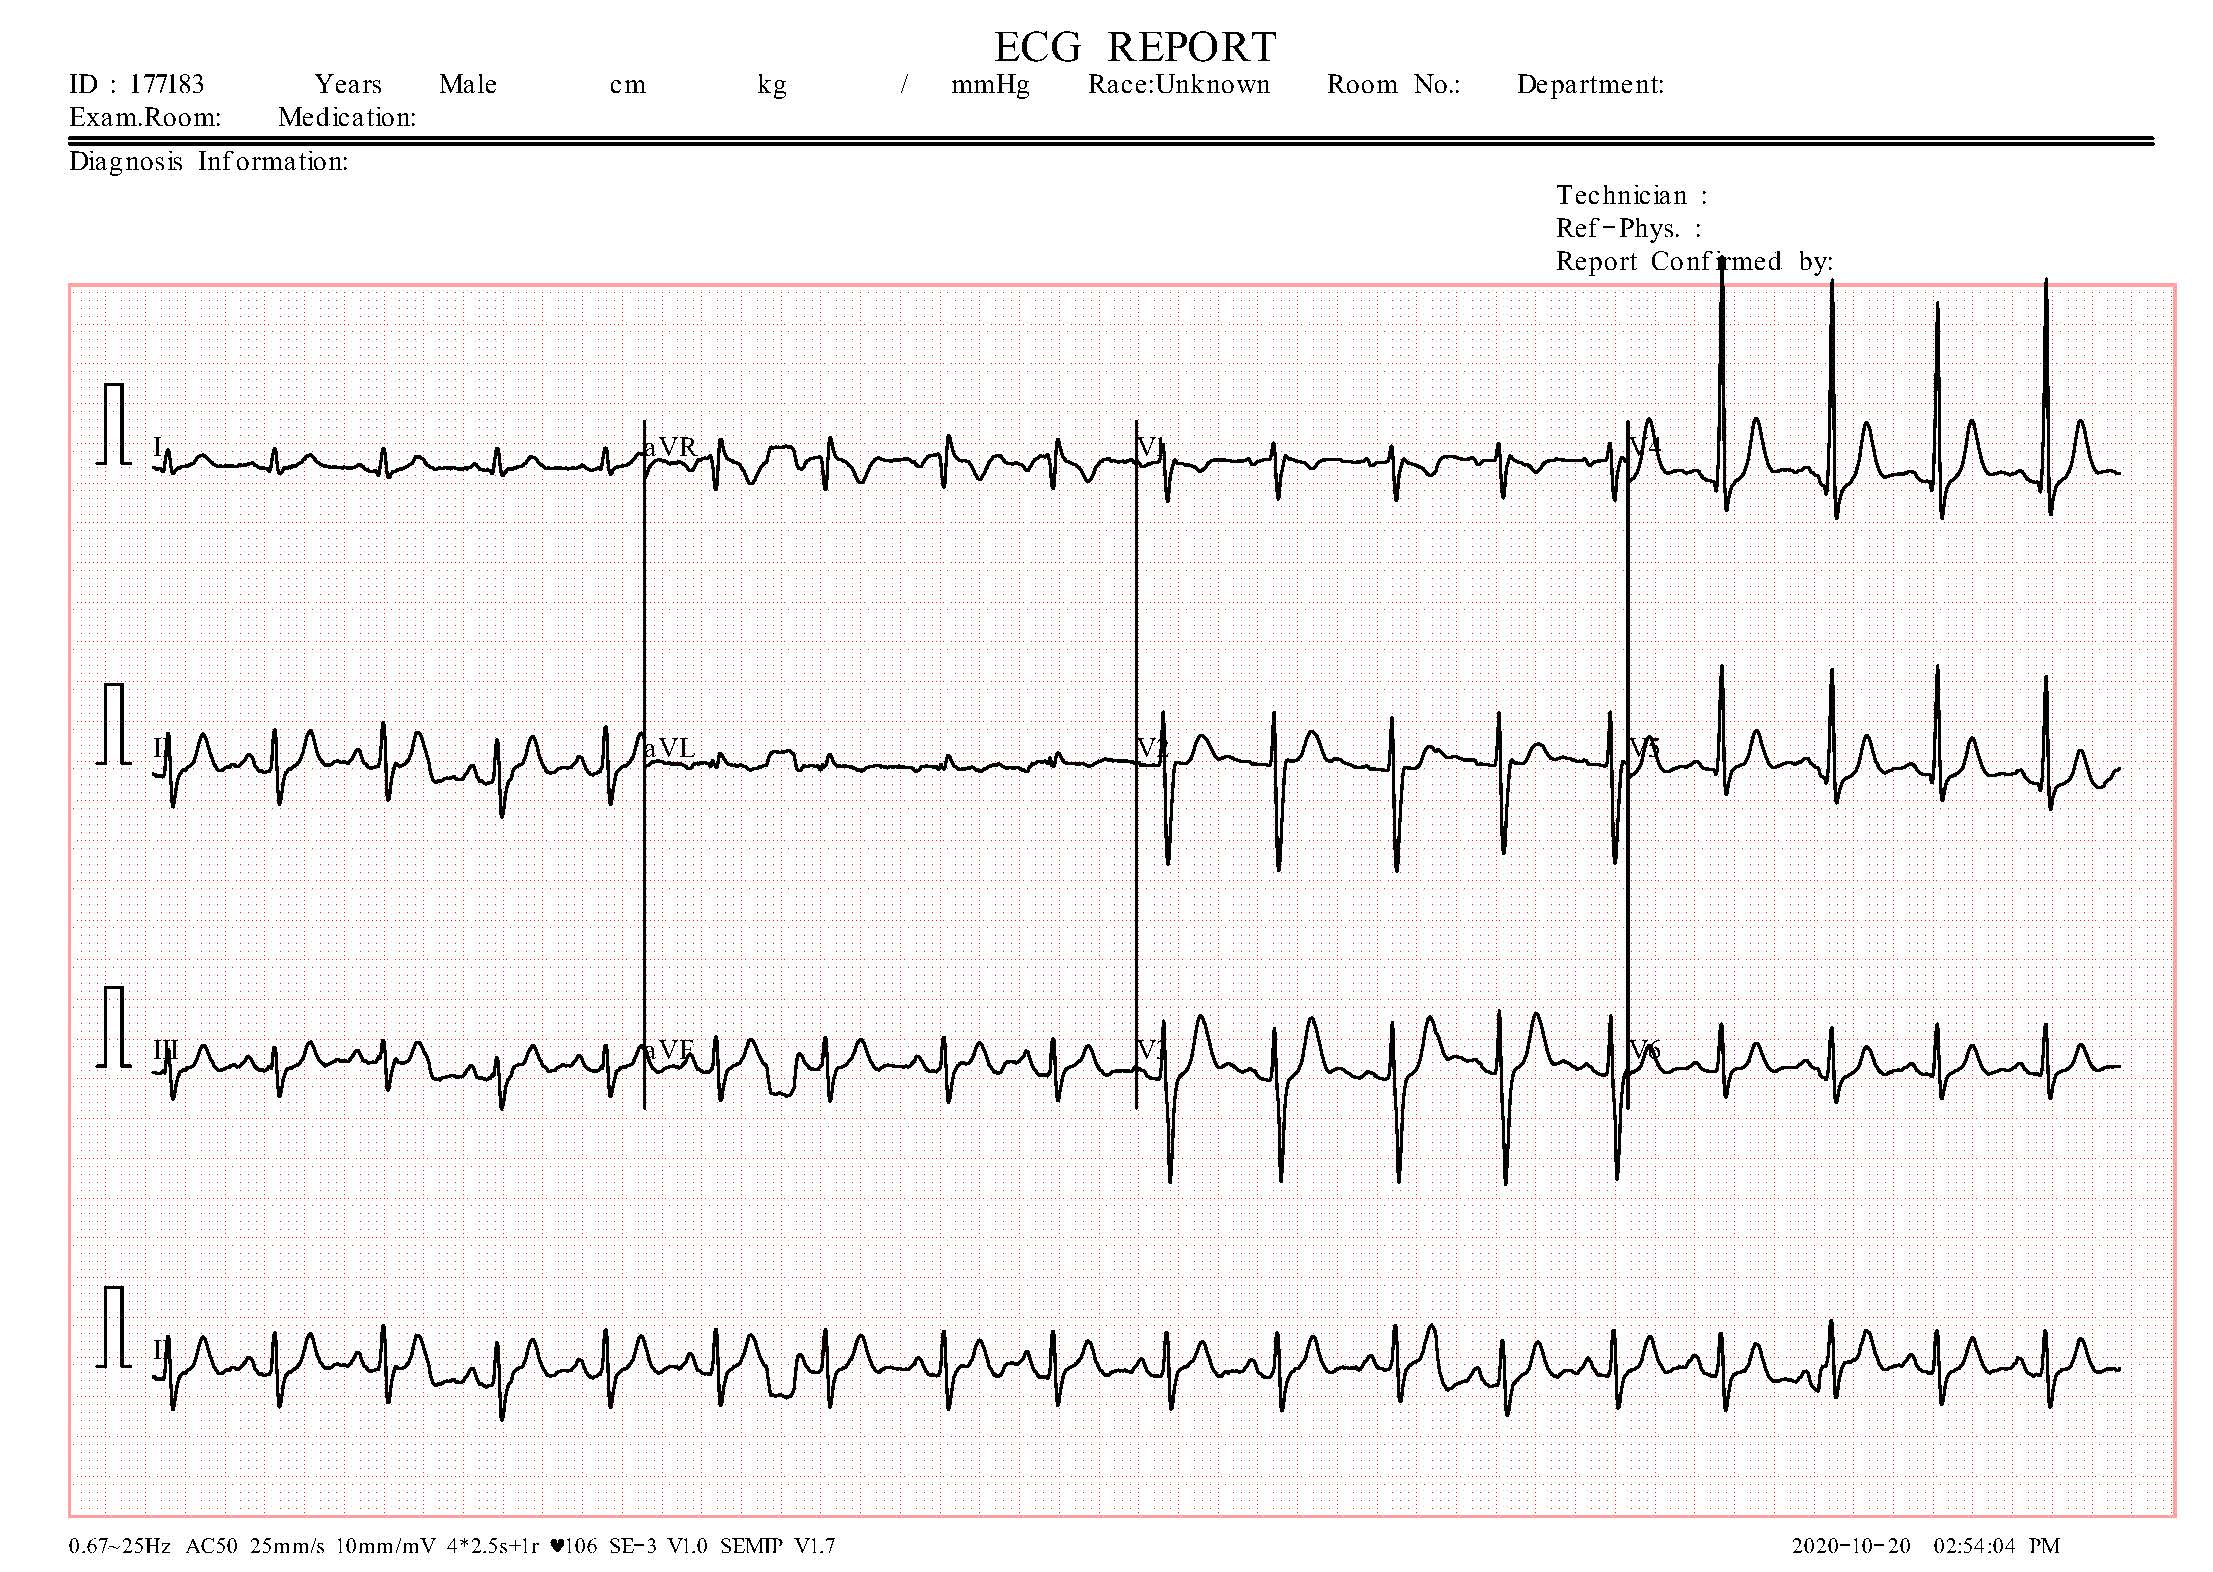 ECG REPORT
ID : 177183 Years Male cm kg / mmHg Race:Unknown Room No.: Department:
Exam.Room: Medication:
Diagnosis Information:
Technician :
Ref-Phys. :
Report Confirmed by:
I aVR V1 V4
II aVL V2 V5
III aVF V3 V6
II
0.67~25Hz AC50 25mm/s 10mm/mV 4*2.5s+1r ♥106 SE-3 V1.0 SEMIP V1.7 2020-10-20 02:54:04 PM